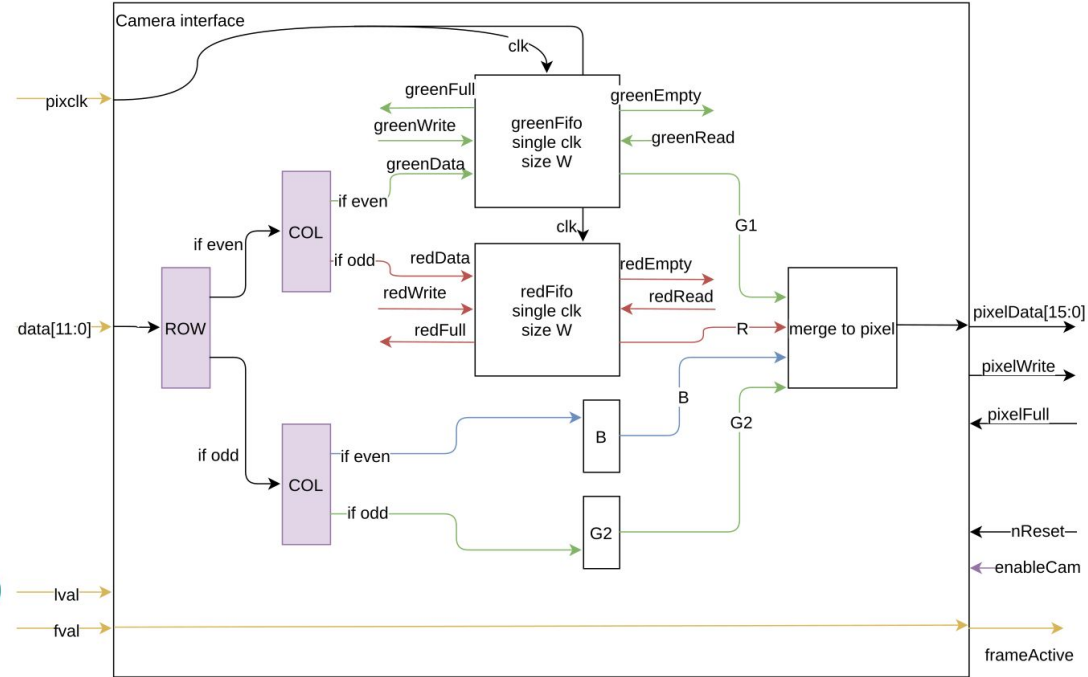 Camera interface
clk
pixclk
greenFull
greenEmpty
greenFifo
single clk
size W
greenWrite
greenRead
greenData
if even
COL
if odd
clk
G1
if even
redData
redEmpty
redWrite
redFifo
single clk
size W
redRead
redFull
R
data[11:0]
ROW
merge to pixel
pixelData[15:0]
pixelWrite
pixelFull
B
G2
if odd
COL
if even
B
if odd
G2
nReset
enableCam
lval
fval
frameActive